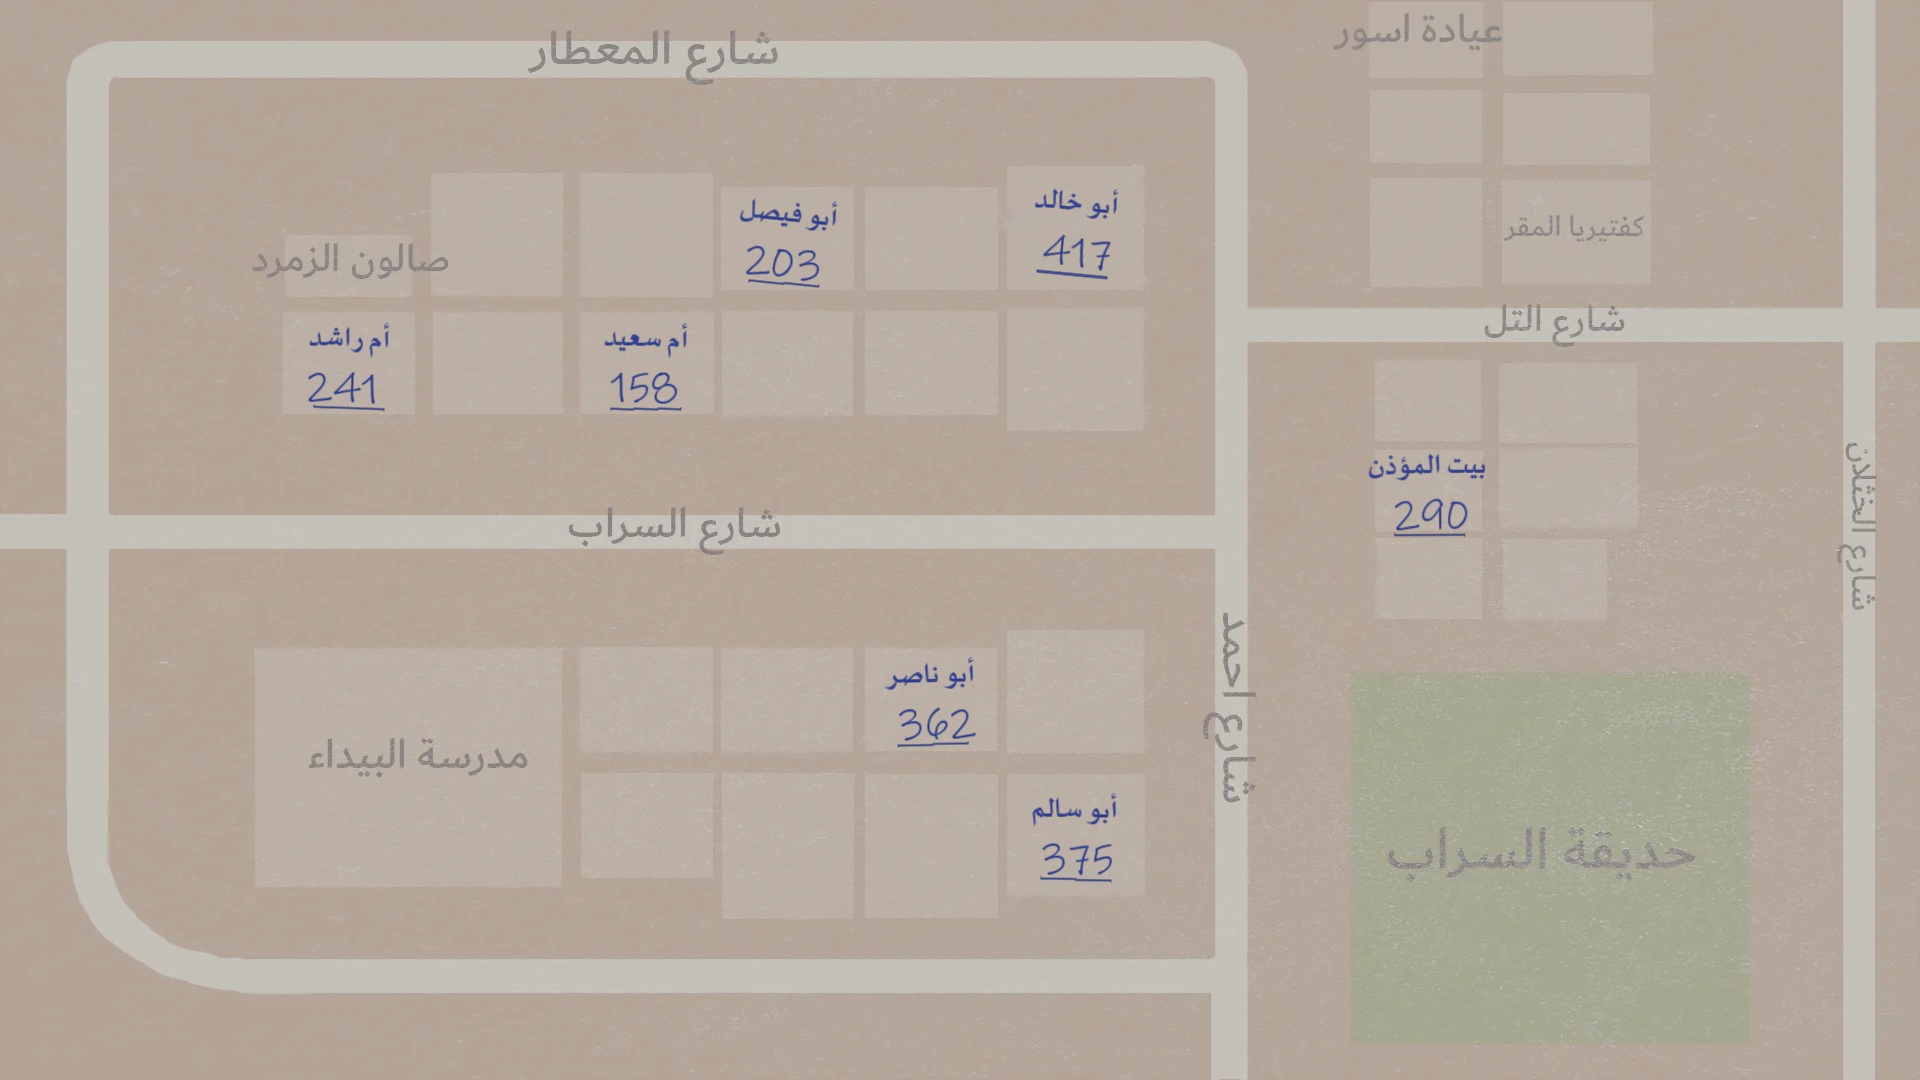 شارع المعطار
عيادة اسور
أبو خالد
417
أبو فيصل
203
كفتيريا المقر
صالون الزمرد
شارع التل
أم سعيد
158
أم راشد
241
بيت المؤذن
290
شارع الخثلان
شارع السراب
أبو ناصر
362
شارع احمد
مدرسة البيداء
أبو سالم
375
حديقة السراب